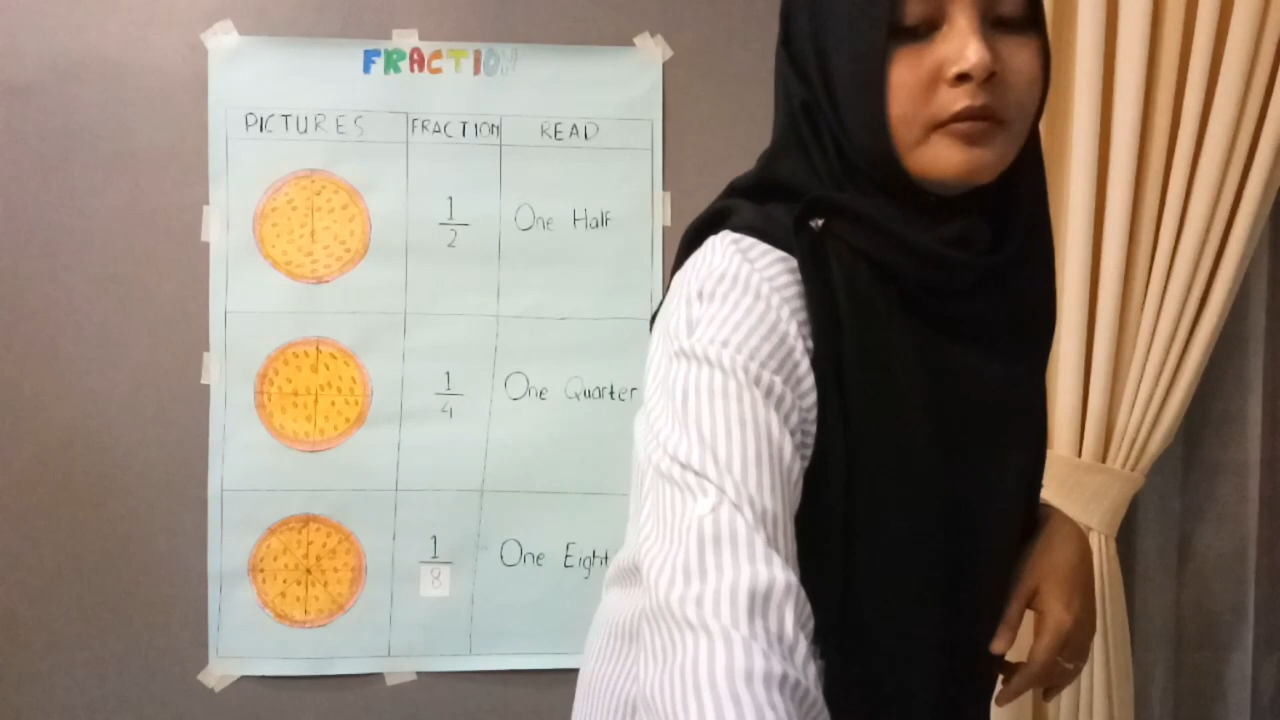 FRACTION
PICTURES FRACTION READ
1/2 One Half
1/4 One Quarter
1/8 One Eight